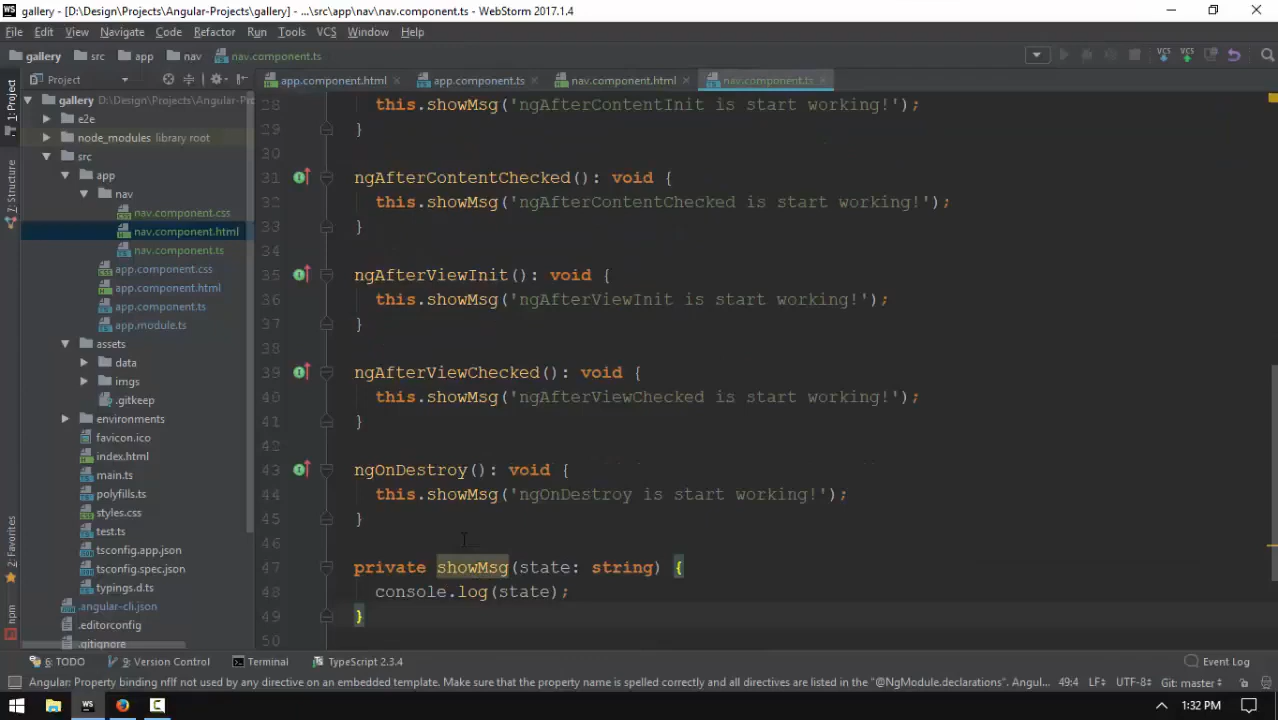 gallery - [D:\Design\Projects\Angular-Projects\gallery] - ...\src\app\nav\nav.component.ts - WebStorm 2017.1.4
File Edit View Navigate Code Refactor Run Tools VCS Window Help
gallery src app nav nav.component.ts
Project
app.component.html app.component.ts nav.component.html nav.component.ts
1: Project
Z: Structure
2: Favorites
npm
gallery D:\Design\Projects\Angular-Pro
e2e
node_modules library root
src
app
nav
nav.component.css
nav.component.html
nav.component.ts
app.component.css
app.component.html
app.component.ts
app.module.ts
assets
data
imgs
.gitkeep
environments
favicon.ico
index.html
main.ts
polyfills.ts
styles.css
test.ts
tsconfig.app.json
tsconfig.spec.json
typings.d.ts
.angular-cli.json
.editorconfig
.gitignore
28 this.showMsg('ngAfterContentInit is start working!');
29 }
30
31 ngAfterContentChecked(): void {
32 this.showMsg('ngAfterContentChecked is start working!');
33 }
34
35 ngAfterViewInit(): void {
36 this.showMsg('ngAfterViewInit is start working!');
37 }
38
39 ngAfterViewChecked(): void {
40 this.showMsg('ngAfterViewChecked is start working!');
41 }
42
43 ngOnDestroy(): void {
44 this.showMsg('ngOnDestroy is start working!');
45 }
46
47 private showMsg(state: string) {
48 console.log(state);
49 }
50
6: TODO 9: Version Control Terminal TypeScript 2.3.4 Event Log
Angular: Property binding nfIf not used by any directive on an embedded template. Make sure that the property name is spelled correctly and all directives are listed in the "@NgModule.declarations". Angul... 49:4 LF÷ UTF-8÷ Git: master÷
1:32 PM